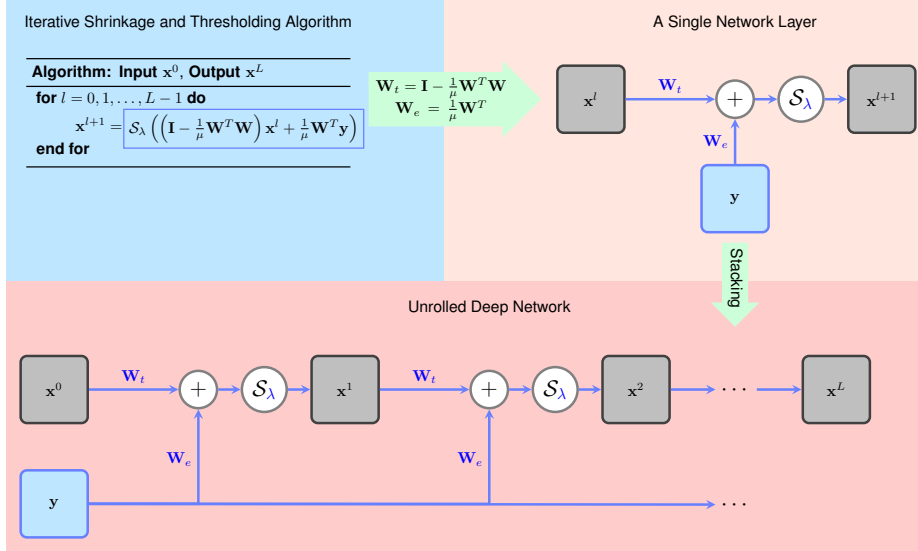 Iterative Shrinkage and Thresholding Algorithm
Algorithm: Input x^0, Output x^L
for l = 0, 1, . . . , L − 1 do
x^{l+1} = S_λ ((I − 1/μ W^T W) x^l + 1/μ W^T y)
end for
W_t = I − 1/μ W^T W
W_e = 1/μ W^T
A Single Network Layer
x^l W_t + S_λ x^{l+1}
W_e
y
Stacking
Unrolled Deep Network
x^0 W_t + S_λ x^1 W_t + S_λ x^2 · · · x^L
W_e W_e
y · · ·